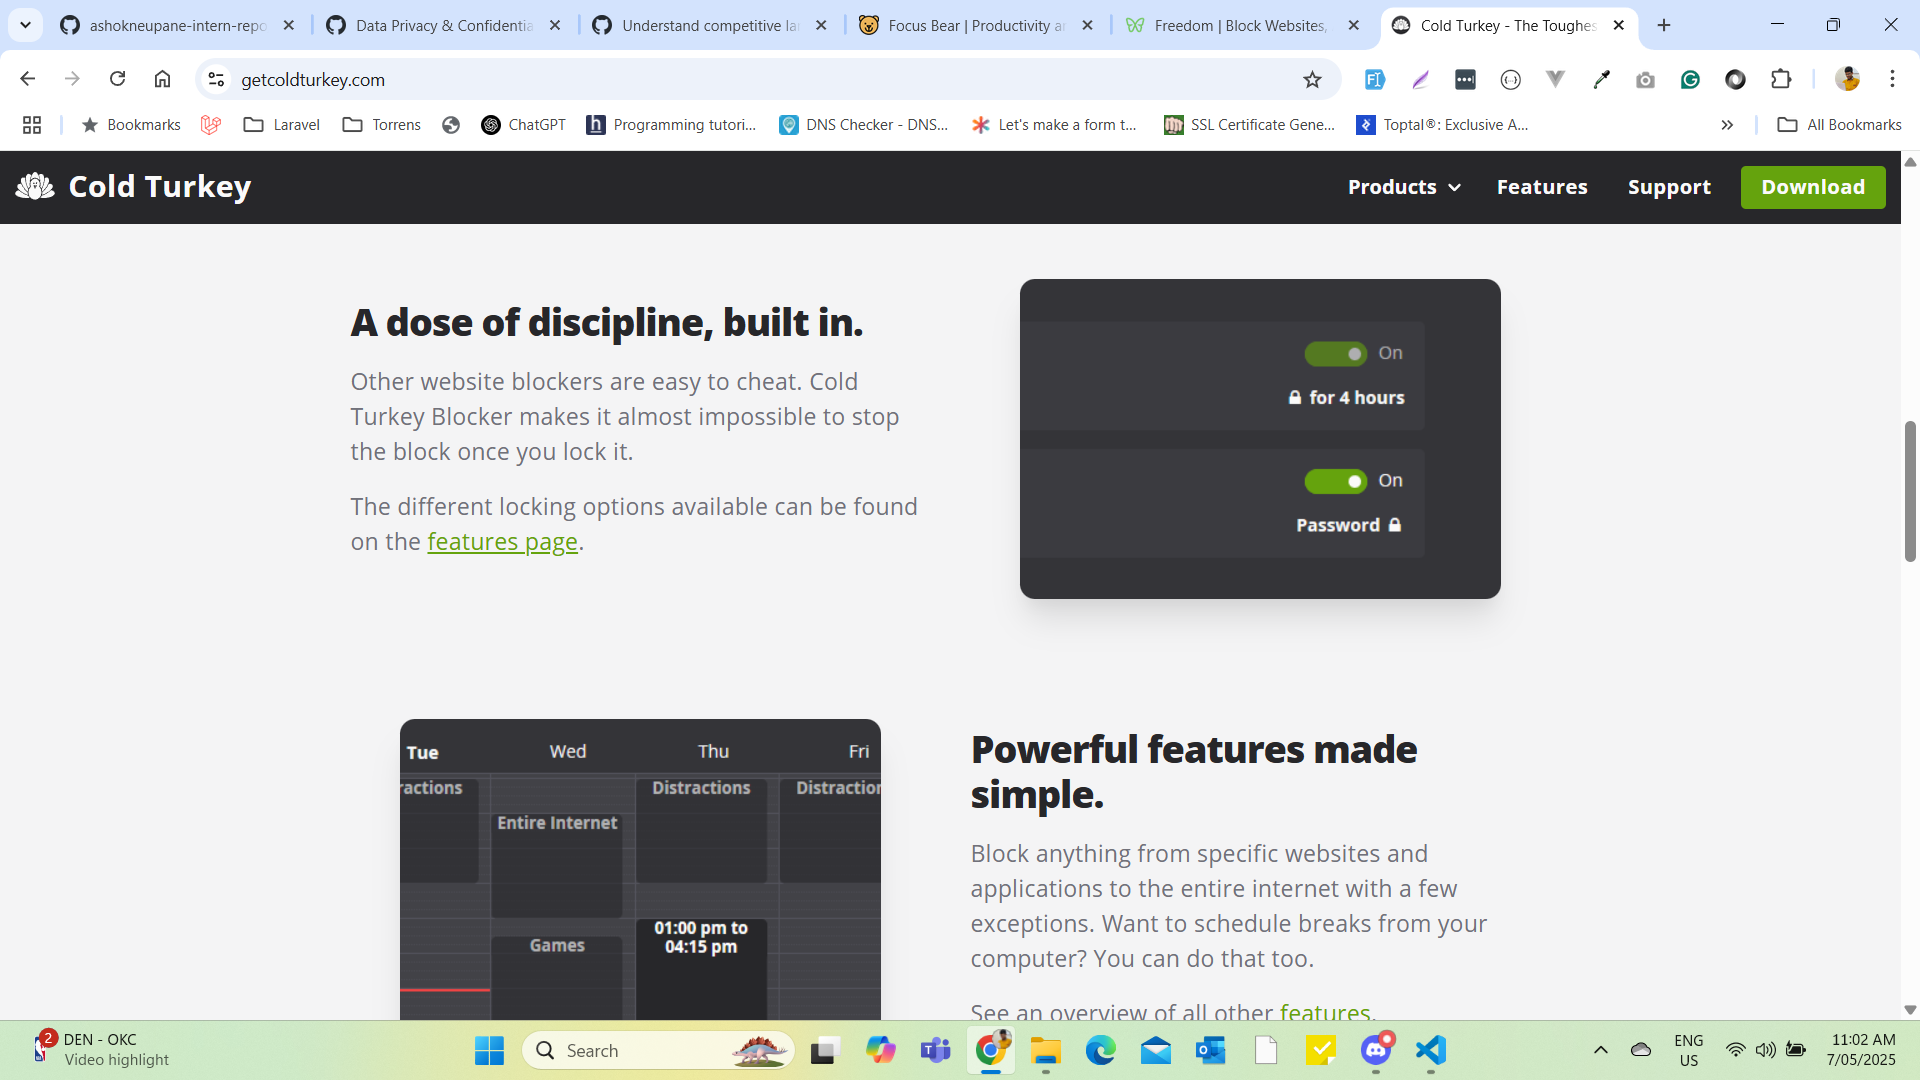 ashokneupane-intern-repo
Data Privacy & Confidentia
Understand competitive la
Focus Bear | Productivity a
Freedom | Block Websites,
Cold Turkey - The Toughes
getcoldturkey.com
Bookmarks
Laravel
Torrens
ChatGPT
Programming tutori...
DNS Checker - DNS...
Let's make a form t...
SSL Certificate Gene...
Toptal®: Exclusive A...
All Bookmarks
Cold Turkey
Products
Features
Support
Download
A dose of discipline, built in.
Other website blockers are easy to cheat. Cold
Turkey Blocker makes it almost impossible to stop
the block once you lock it.
The different locking options available can be found
on the features page.
On
for 4 hours
On
Password
Tue
Wed
Thu
Fri
ractions
Entire Internet
Games
Distractions
01:00 pm to
04:15 pm
Distraction
Powerful features made
simple.
Block anything from specific websites and
applications to the entire internet with a few
exceptions. Want to schedule breaks from your
computer? You can do that too.
See an overview of all other features.
2
DEN - OKC
Video highlight
Search
ENG
US
11:02 AM
7/05/2025